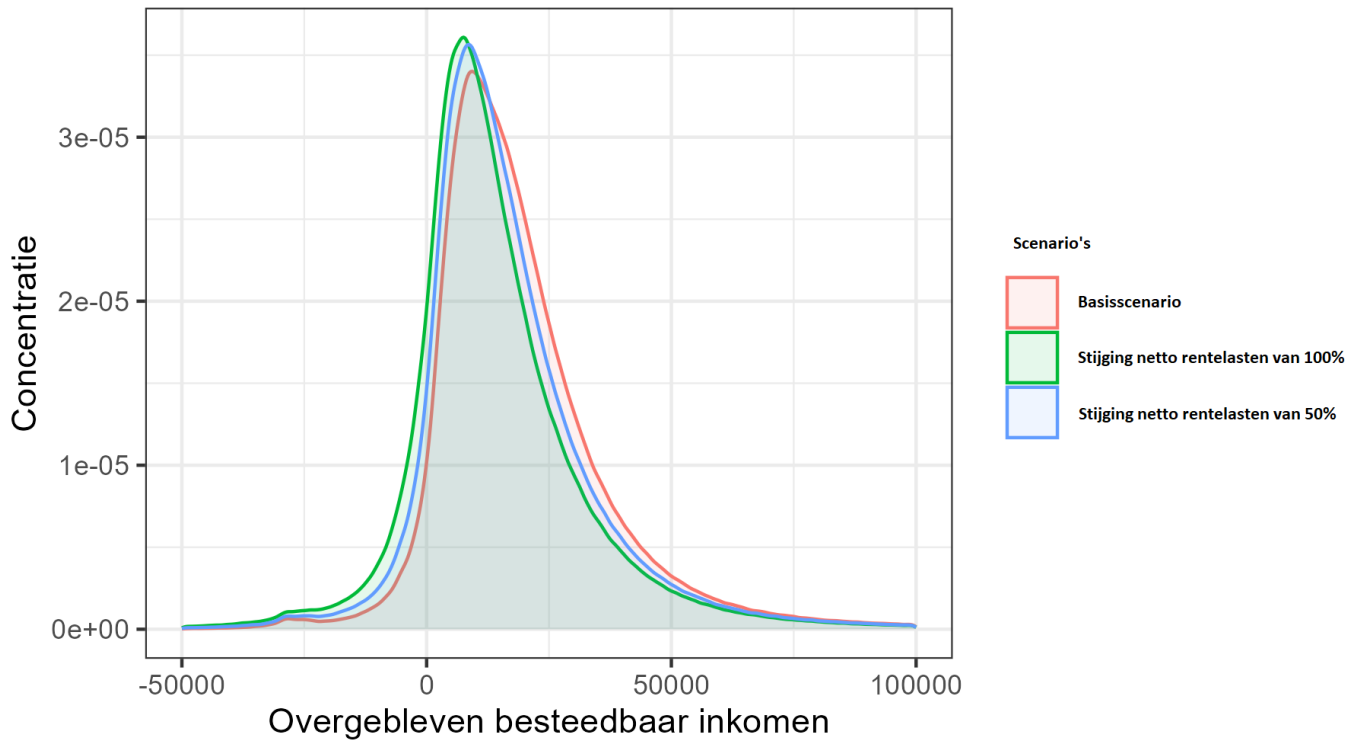 3e-05
2e-05
1e-05
0e+00
Concentratie
-50000 0 50000 100000
Overgebleven besteedbaar inkomen
Scenario's
Basisscenario
Stijging netto rentelasten van 100%
Stijging netto rentelasten van 50%